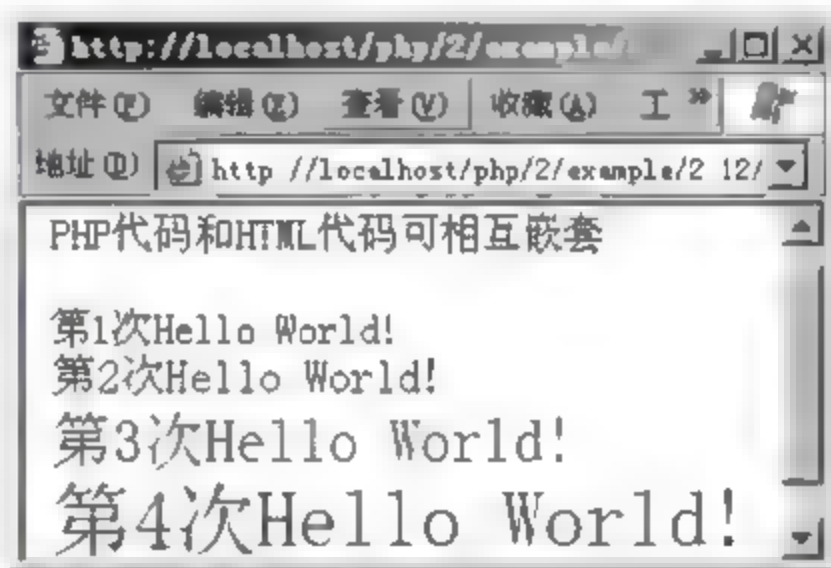 http://localhost/php/2/example/
文件(F) 编辑(E) 查看(V) 收藏(A) 工 »
地址(D) http //localhost/php/2/example/2 12/
PHP代码和HTML代码可相互嵌套
第1次Hello World!
第2次Hello World!
第3次Hello World!
第4次Hello World!